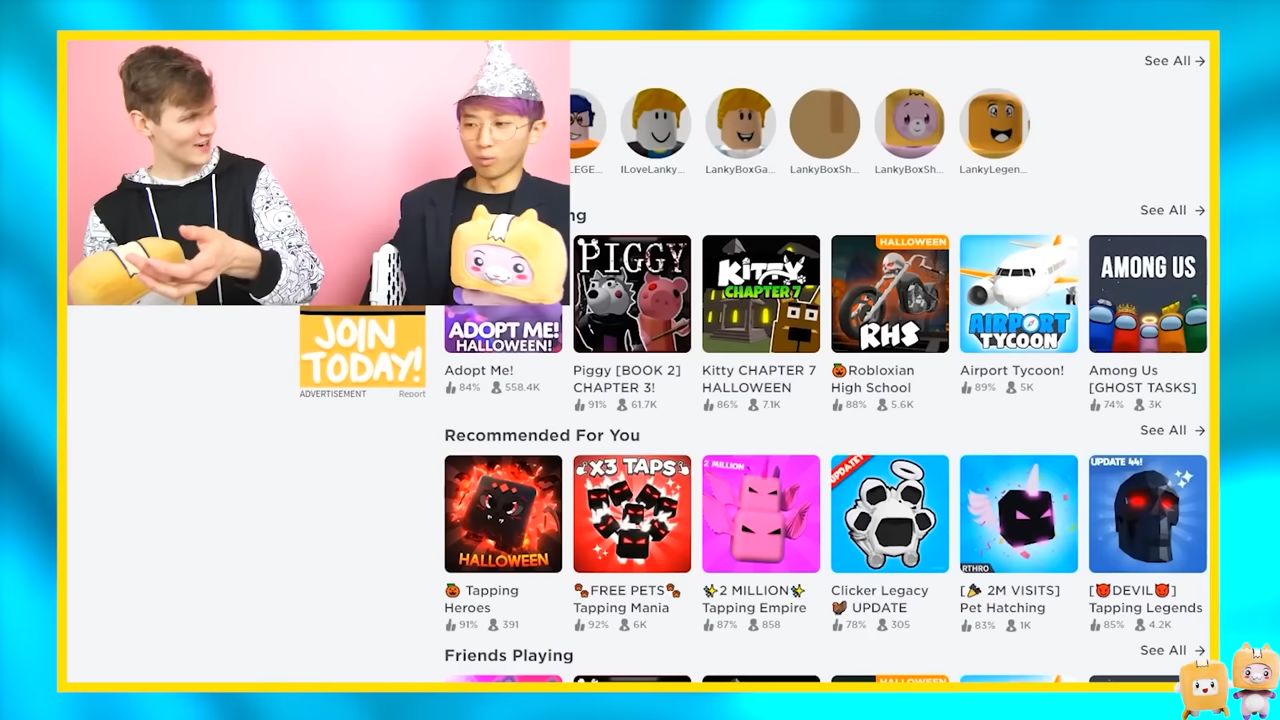 See All →
LEGE...
ILoveLanky...
LankyBoxGa...
LankyBoxSh...
LankyBoxSh...
LankyLegen...
ng
See All →
JOIN
TODAY!
ADVERTISEMENT
Report
ADOPT ME!
HALLOWEEN!
Adopt Me!
84% 558.4K
PIGGY
Piggy [BOOK 2]
CHAPTER 3!
91% 61.7K
KITTY
CHAPTER 7
Kitty CHAPTER 7
HALLOWEEN
86% 7.1K
HALLOWEEN
RHS
🎃Robloxian
High School
88% 5.6K
AIRPORT
TYCOON
Airport Tycoon!
89% 5K
AMONG US
Among Us
[GHOST TASKS]
74% 3K
Recommended For You
See All →
HALLOWEEN
🎃 Tapping
Heroes
91% 391
X3 TAPS
🐾FREE PETS🐾
Tapping Mania
92% 6K
2 MILLION
✨2 MILLION✨
Tapping Empire
87% 858
UPDATE!
Clicker Legacy
🦃 UPDATE
78% 305
RTHRO
[🎉 2M VISITS]
Pet Hatching
83% 1K
UPDATE 44!
[😈DEVIL😈]
Tapping Legends
85% 4.2K
Friends Playing
See All →
HALLOWEEN